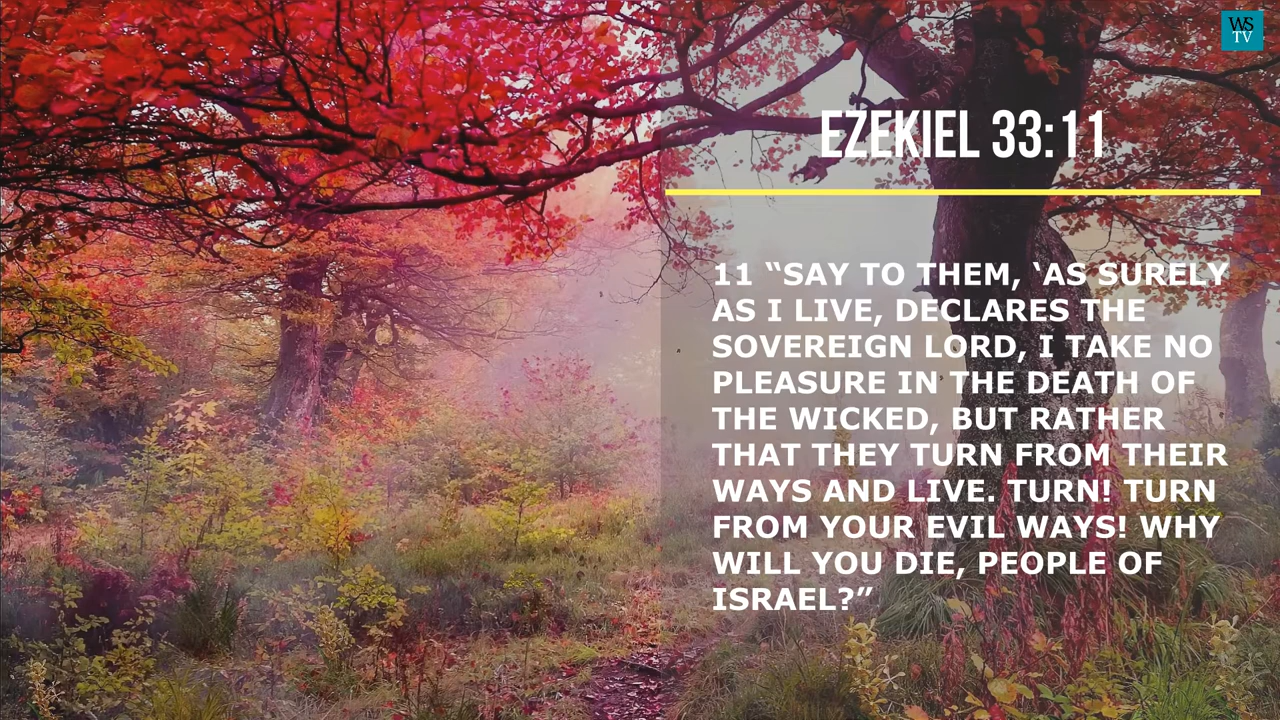 WS
TV
EZEKIEL 33:11
11 “SAY TO THEM, ‘AS SURELY
AS I LIVE, DECLARES THE
SOVEREIGN LORD, I TAKE NO
PLEASURE IN THE DEATH OF
THE WICKED, BUT RATHER
THAT THEY TURN FROM THEIR
WAYS AND LIVE. TURN! TURN
FROM YOUR EVIL WAYS! WHY
WILL YOU DIE, PEOPLE OF
ISRAEL?”